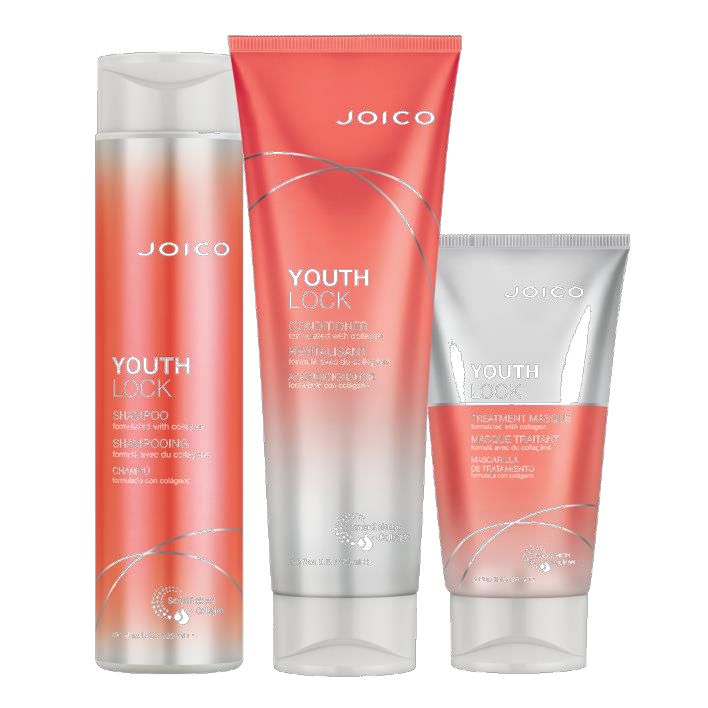 JOICO
YOUTH
LOCK
SHAMPOO
formulated with collagen
SHAMPOOING
formulé avec du collagène
CHAMPÚ
formulada con colágeno
JOICO
YOUTH
LOCK
CONDITIONER
formulated with collagen
REVITALISANT
formulé avec du collagène
ACONDICIONADOR
formulada con colágeno
JOICO
YOUTH
LOCK
TREATMENT MASQUE
formulated with collagen
MASQUE TRAITANT
formulé avec du collagène
MASCARILLA
DE TRATAMIENTO
formulada con colágeno